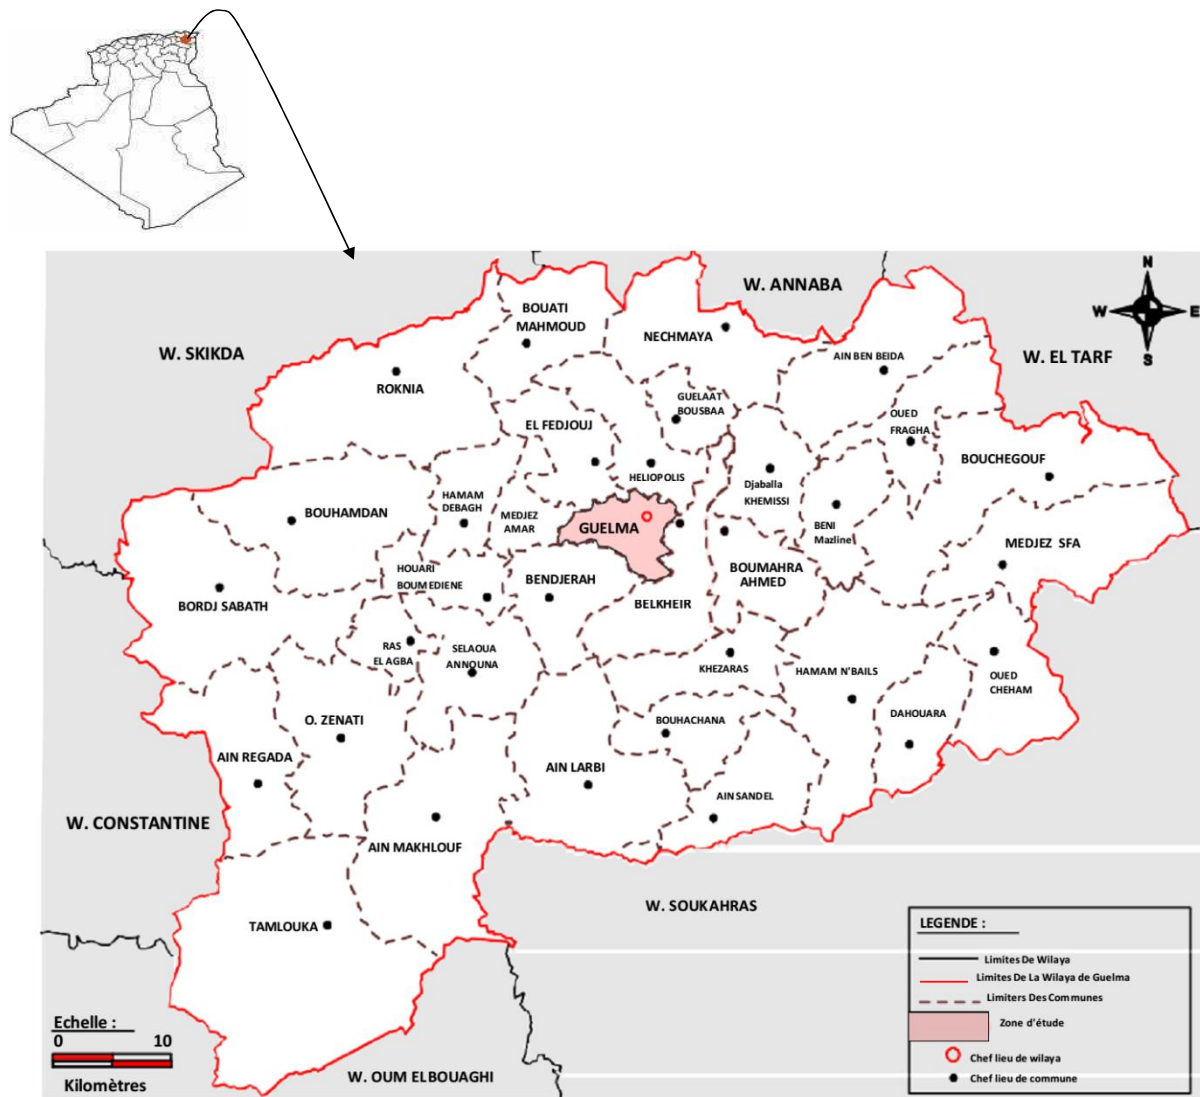 W. ANNABA
N
W
E
S
BOUATI
MAHMOUD
NECHMAYA
W. SKIKDA
AIN BEN BEIDA
W. EL TARF
ROKNIA
GUELAAT
BOUSBAA
OUED
FRAGHA
EL FEDJOUJ
BOUCHEGOUF
HELIOPOLIS
Djaballa
KHEMISSI
HAMAM
DEBAGH
BOUHAMDAN
MEDJEZ
AMAR
GUELMA
BENI
Mazline
MEDJEZ SFA
HOUARI
BOUMEDIENE
BENDJERAH
BOUMAHRA
AHMED
BORDJ SABATH
BELKHEIR
RAS
EL AGBA
SELAOUA
ANNOUNA
KHEZARAS
HAMAM N'BAILS
OUED
CHEHAM
O. ZENATI
BOUHACHANA
DAHOUARA
AIN REGADA
AIN LARBI
AIN SANDEL
W. CONSTANTINE
AIN MAKHLOUF
W. SOUKAHRAS
TAMLOUKA
LEGENDE :
Limites De Wilaya
Limites De La Wilaya de Guelma
Limiters Des Communes
Zone d'étude
Chef lieu de wilaya
Chef lieu de commune
Echelle :
0 10
Kilomètres
W. OUM ELBOUAGHI